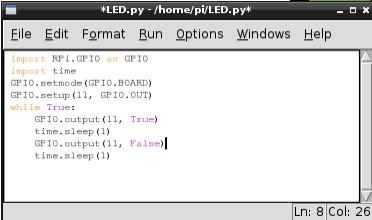 *LED.py - /home/pi/LED.py*
File Edit Format Run Options Windows Help
import RPi.GPIO as GPIO
import time
GPIO.setmode(GPIO.BOARD)
GPIO.setup(11, GPIO.OUT)
while True:
    GPIO.output(11, True)
    time.sleep(1)
    GPIO.output(11, False)
    time.sleep(1)
Ln: 8 Col: 26